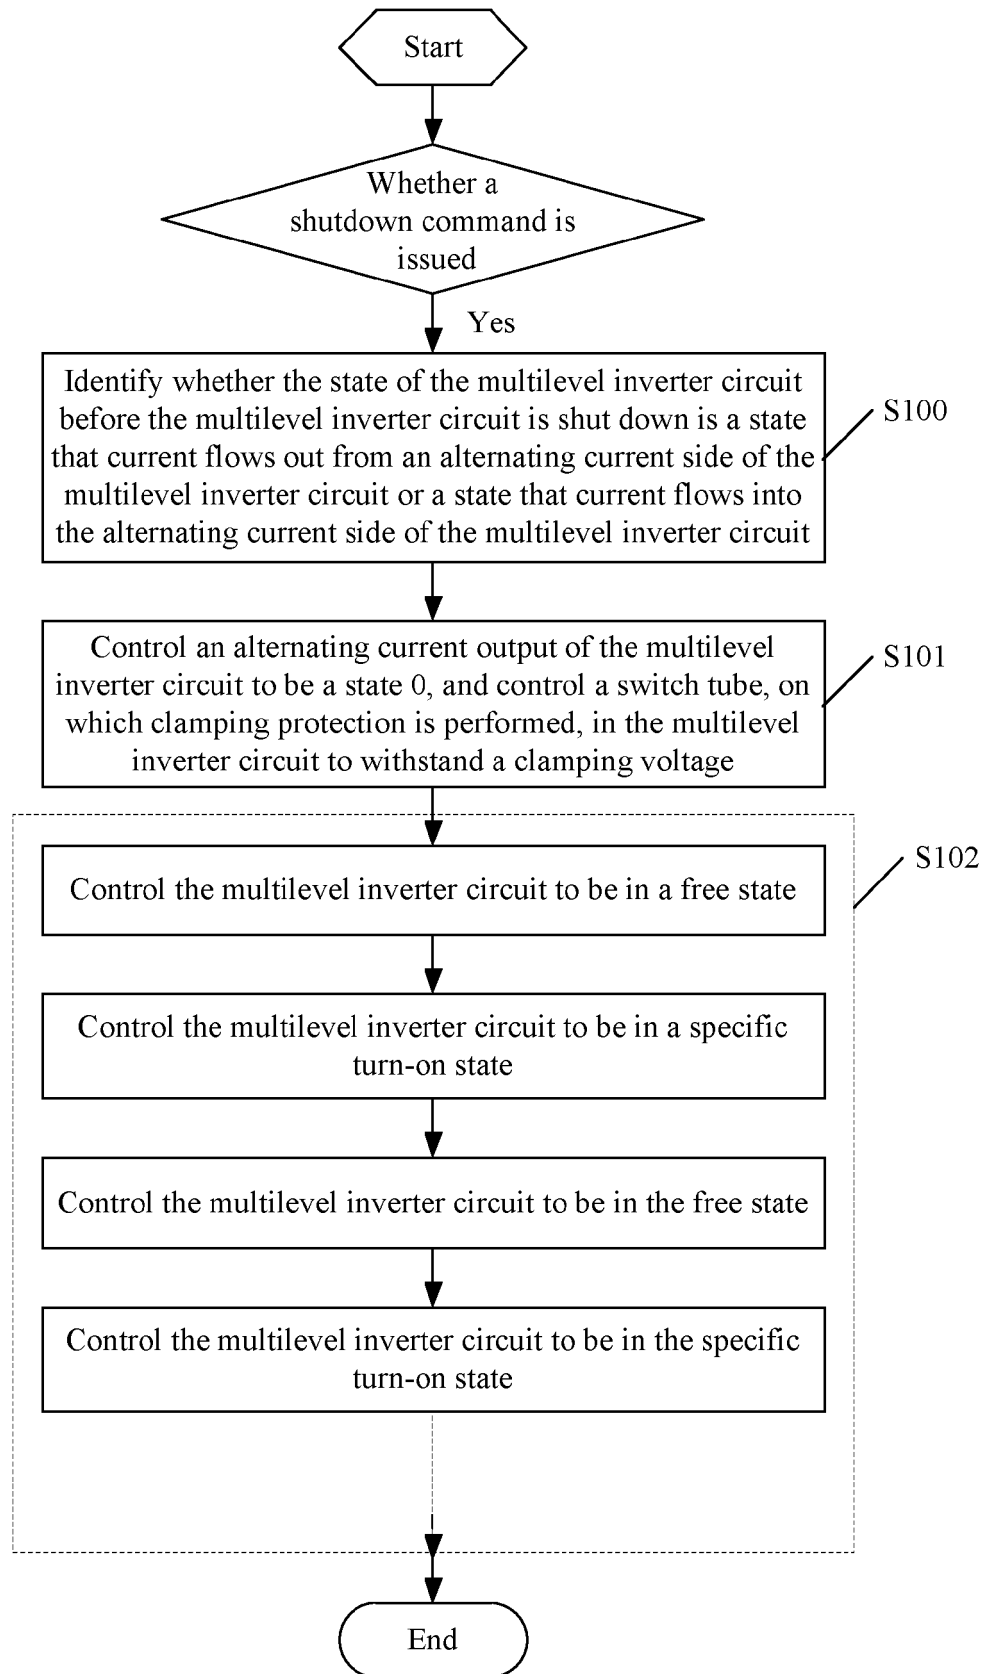 Start
Whether a
shutdown command is
issued
Yes
Identify whether the state of the multilevel inverter circuit
before the multilevel inverter circuit is shut down is a state
that current flows out from an alternating current side of the
multilevel inverter circuit or a state that current flows into
the alternating current side of the multilevel inverter circuit
S100
Control an alternating current output of the multilevel
inverter circuit to be a state 0, and control a switch tube, on
which clamping protection is performed, in the multilevel
inverter circuit to withstand a clamping voltage
S101
S102
Control the multilevel inverter circuit to be in a free state
Control the multilevel inverter circuit to be in a specific
turn-on state
Control the multilevel inverter circuit to be in the free state
Control the multilevel inverter circuit to be in the specific
turn-on state
End